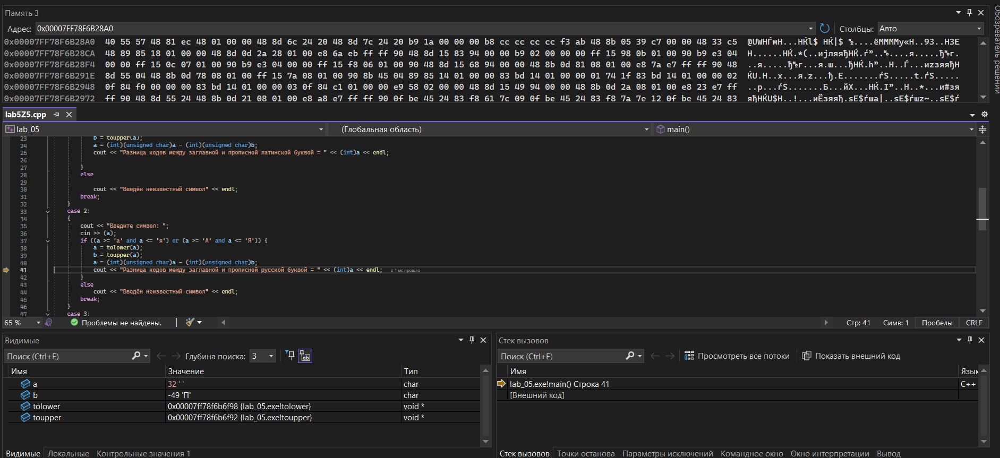 Память 3
Обозреватель решений
Адрес: 0x00007FF78F6B28A0 Столбцы: Авто
0x00007FF78F6B28A0 40 55 57 48 81 ec 48 01 00 00 48 8d 6c 24 20 48 8d 7c 24 20 b9 1a 00 00 00 b8 cc cc cc cc f3 ab 48 8b 05 39 c7 00 00 48 33 c5 @UWHЃмH...HЌl$ HЌ|$ №....ёММММу«H..9З..H3Е
0x00007FF78F6B28CA 48 89 85 18 01 00 00 48 8d 0d 2a 28 01 00 e8 6a eb ff ff 90 48 8d 15 83 94 00 00 b9 02 00 00 00 ff 15 98 0b 01 00 90 b9 e3 04 H......HЌ.*(..иjляяђHЌ.ѓ”..№....я.....ђ№г.
0x00007FF78F6B28F4 00 00 ff 15 0c 07 01 00 90 b9 e3 04 00 00 ff 15 f8 06 01 00 90 48 8d 15 68 94 00 00 48 8b 0d 81 08 01 00 e8 7a e7 ff ff 90 48 ..я.....ђ№г...я.ш...ђHЌ.h”..H..Ѓ...иzзяяђH
0x00007FF78F6B291E 8d 55 04 48 8b 0d 78 08 01 00 ff 15 7a 08 01 00 90 8b 45 04 89 85 14 01 00 00 83 bd 14 01 00 00 01 74 1f 83 bd 14 01 00 00 02 ЌU.H..x...я.z...ђ.E.......ѓЅ.....t.ѓЅ.....
0x00007FF78F6B2948 0f 84 f0 00 00 00 83 bd 14 01 00 00 03 0f 84 c1 01 00 00 e9 58 02 00 00 48 8d 15 49 94 00 00 48 8b 0d 2a 08 01 00 e8 23 e7 ff ..р...ѓЅ.......Б...йX...HЌ.I”..H..*...и#зя
0x00007FF78F6B2972 ff 90 48 8d 55 24 48 8b 0d 21 08 01 00 e8 a8 e7 ff ff 90 0f be 45 24 83 f8 61 7c 09 0f be 45 24 83 f8 7a 7e 12 0f be 45 24 83 яђHЌU$H..!...иЁзяяђ.ѕE$ѓшa|..ѕE$ѓшz~..ѕE$ѓ
lab5Z5.cpp
lab_05 (Глобальная область) main()
23 b = toupper(a);
24 a = (int)(unsigned char)a - (int)(unsigned char)b;
25 cout << "Разница кодов между заглавной и прописной латинской буквой = " << (int)a << endl;
26
27 }
28 else
29
30 cout << "Введён неизвестный символ" << endl;
31 break;
32 }
33 case 2:
34 {
35 cout << "Введите символ: ";
36 cin >> (a);
37 if ((a >= 'а' and a <= 'я') or (a >= 'А' and a <= 'Я')) {
38 a = tolower(a);
39 b = toupper(a);
40 a = (int)(unsigned char)a - (int)(unsigned char)b;
41 cout << "Разница кодов между заглавной и прописной русской буквой = " << (int)a << endl; ≤ 1 мс прошло
42 }
43 else
44 cout << "Введён неизвестный символ" << endl;
45 break;
46 }
47 case 3:
65 % Проблемы не найдены. Стр: 41 Симв: 1 Пробелы CRLF
Видимые
Поиск (Ctrl+E) Глубина поиска: 3
Имя Значение Тип
a 32 ' ' char
b -49 'П' char
tolower 0x00007ff78f6b6f98 {lab_05.exe!tolower} void *
toupper 0x00007ff78f6b6f92 {lab_05.exe!toupper} void *
Видимые Локальные Контрольные значения 1
Стек вызовов
Поиск (Ctrl+E) Просмотреть все потоки Показать внешний код
Имя Язык
lab_05.exe!main() Строка 41 C++
[Внешний код]
Стек вызовов Точки останова Параметры исключений Командное окно Окно интерпретации Вывод